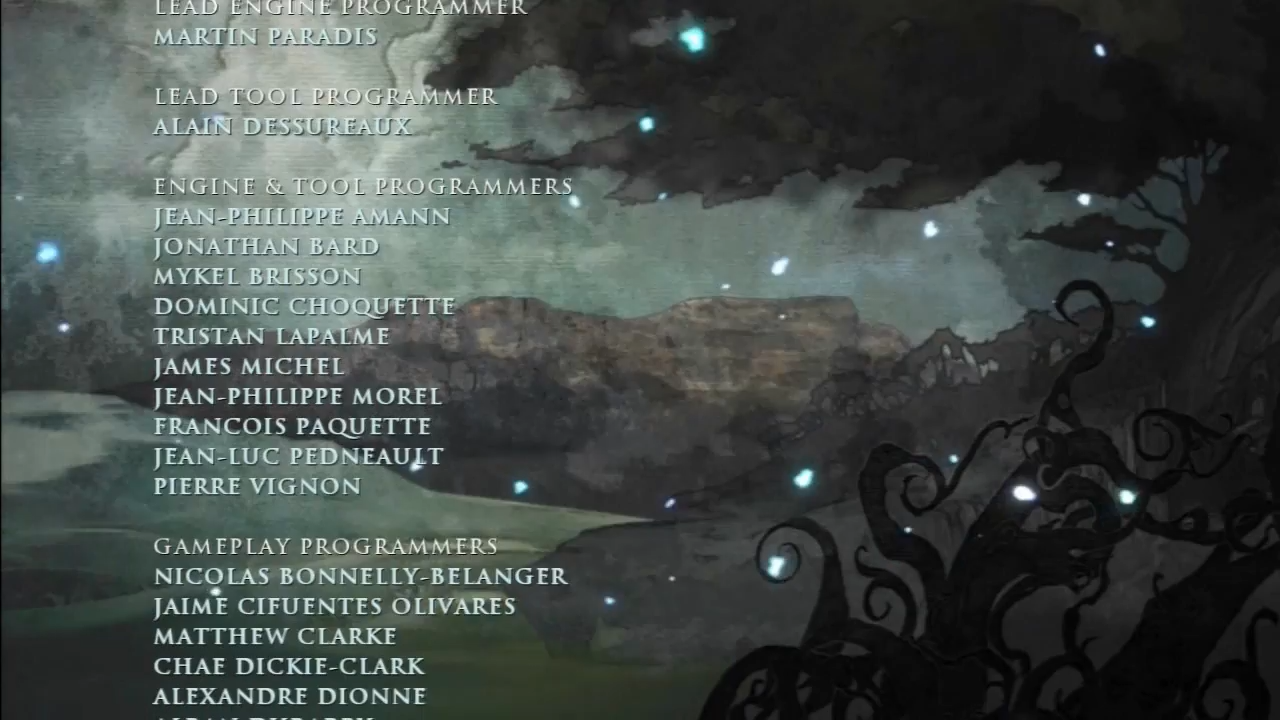 LEAD ENGINE PROGRAMMER
MARTIN PARADIS
LEAD TOOL PROGRAMMER
ALAIN DESSUREAUX
ENGINE & TOOL PROGRAMMERS
JEAN-PHILIPPE AMANN
JONATHAN BARD
MYKEL BRISSON
DOMINIC CHOQUETTE
TRISTAN LAPALME
JAMES MICHEL
JEAN-PHILIPPE MOREL
FRANCOIS PAQUETTE
JEAN-LUC PEDNEAULT
PIERRE VIGNON
GAMEPLAY PROGRAMMERS
NICOLAS BONNELLY-BELANGER
JAIME CIFUENTES OLIVARES
MATTHEW CLARKE
CHAE DICKIE-CLARK
ALEXANDRE DIONNE